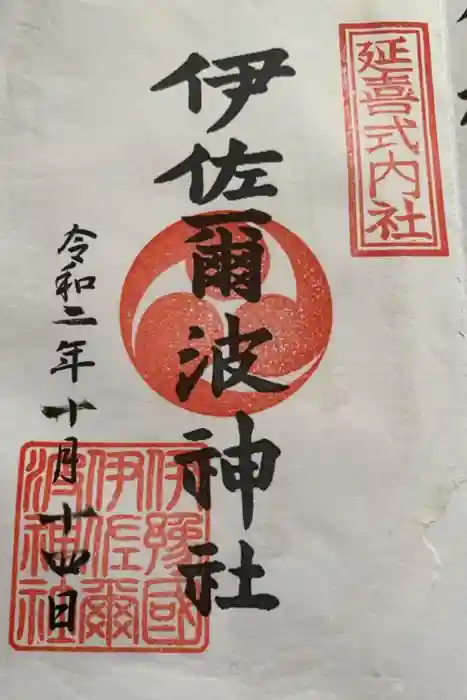 延喜式内社
伊佐爾波神社
令和二年十月十四日
伊豫國
伊佐爾
波神社